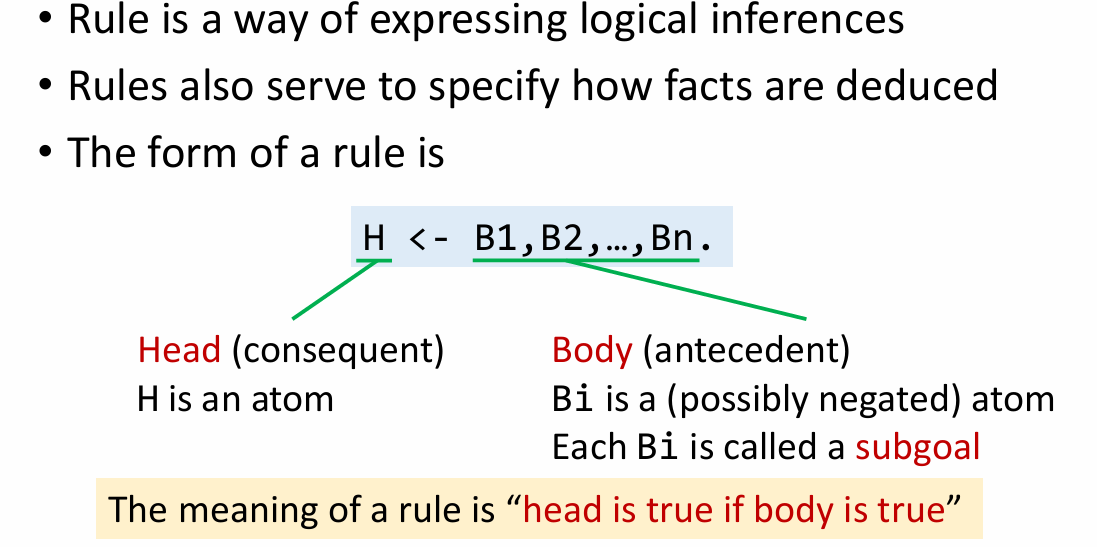 • Rule is a way of expressing logical inferences
• Rules also serve to specify how facts are deduced
• The form of a rule is
H <- B1,B2,…,Bn.
Head (consequent)
H is an atom
Body (antecedent)
Bi is a (possibly negated) atom
Each Bi is called a subgoal
The meaning of a rule is “head is true if body is true”